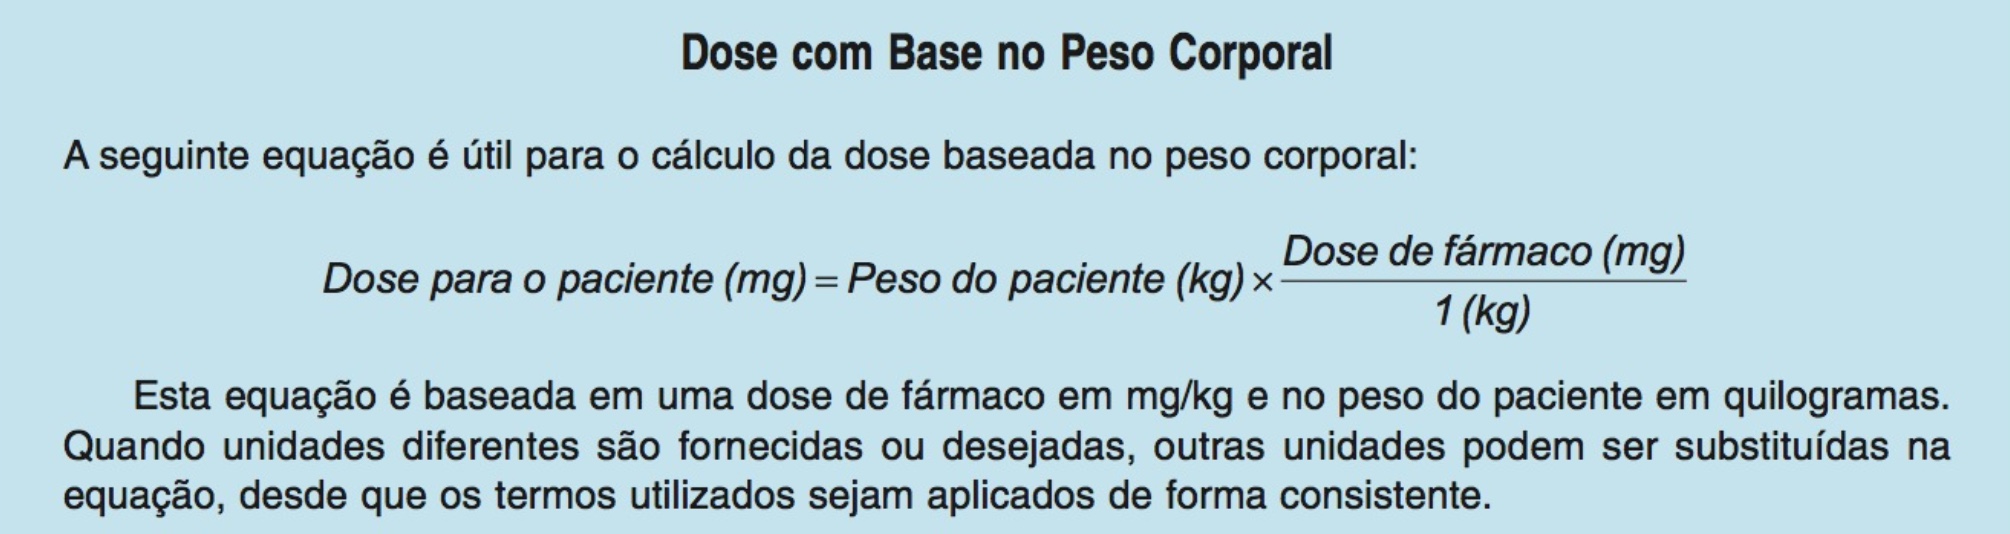 Dose com Base no Peso Corporal
A seguinte equação é útil para o cálculo da dose baseada no peso corporal:
Dose para o paciente (mg) = Peso do paciente (kg) × Dose de fármaco (mg) / 1 (kg)
Esta equação é baseada em uma dose de fármaco em mg/kg e no peso do paciente em quilogramas.
Quando unidades diferentes são fornecidas ou desejadas, outras unidades podem ser substituídas na
equação, desde que os termos utilizados sejam aplicados de forma consistente.